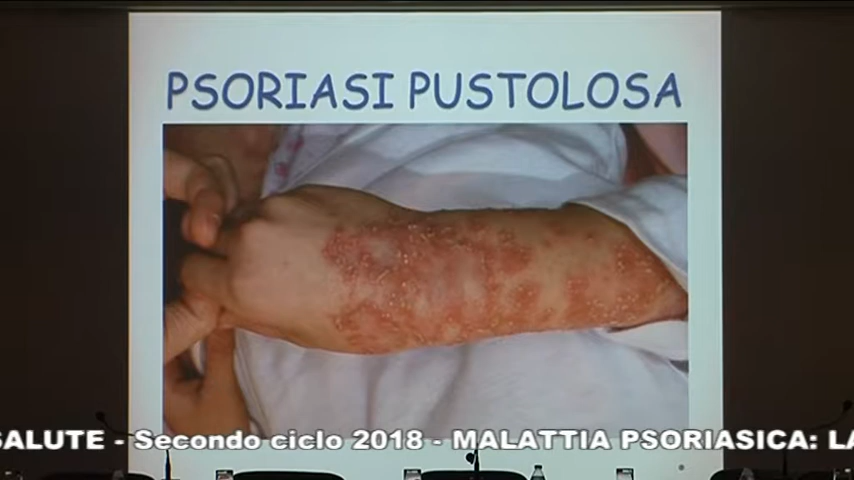 PSORIASI PUSTOLOSA
SALUTE - Secondo ciclo 2018 - MALATTIA PSORIASICA: LA